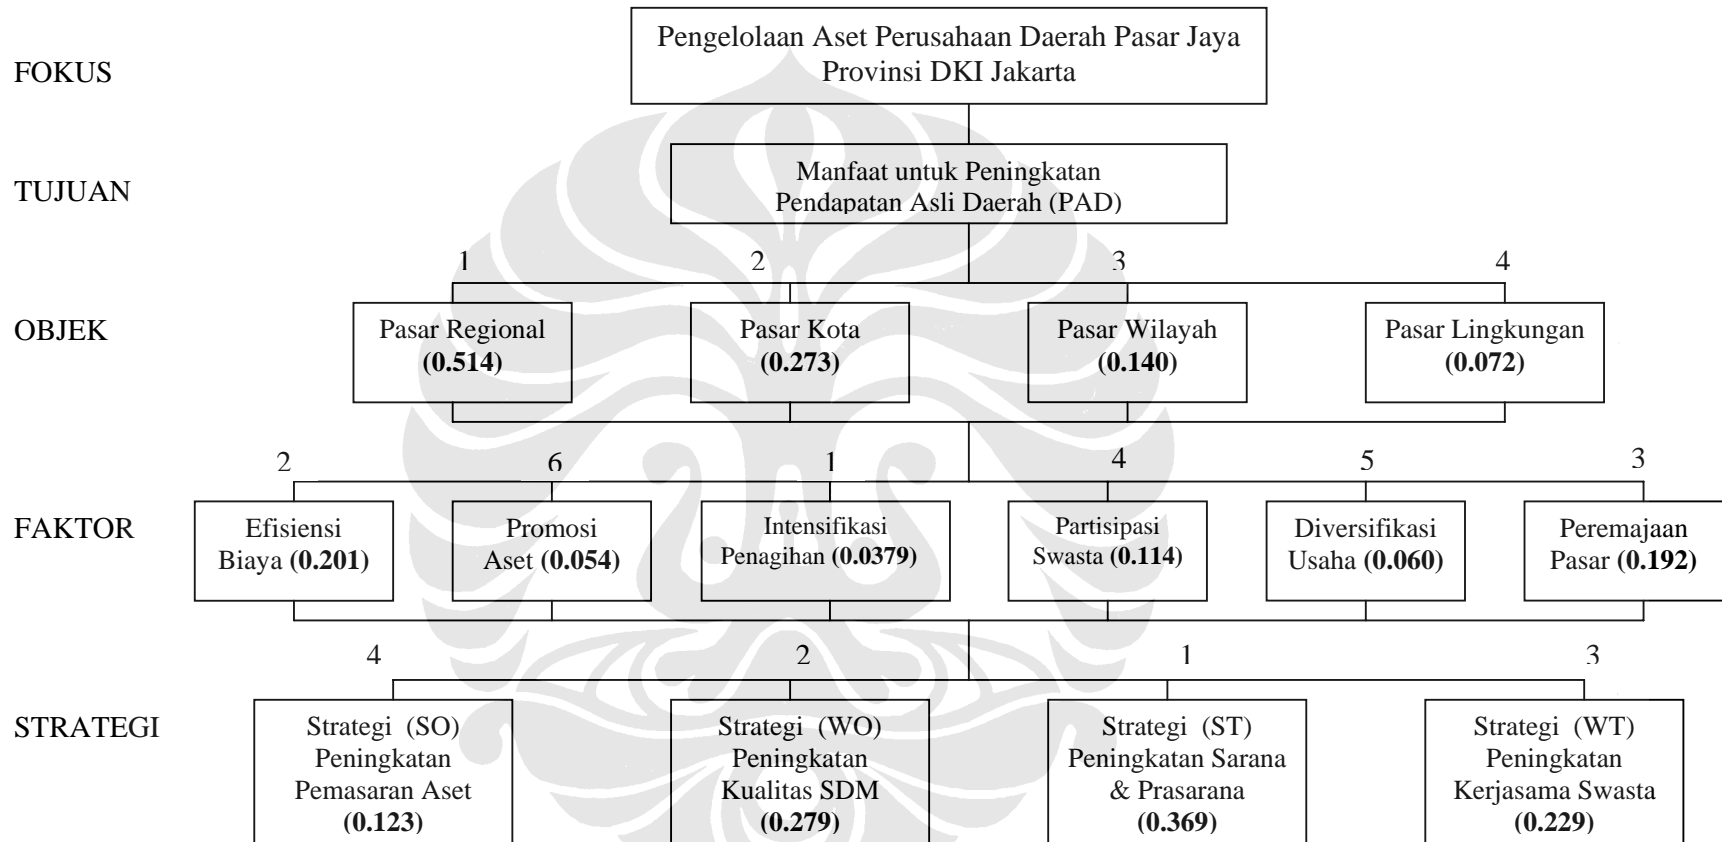 Pengelolaan Aset Perusahaan Daerah Pasar Jaya
Provinsi DKI Jakarta
FOKUS
Manfaat untuk Peningkatan
Pendapatan Asli Daerah (PAD)
TUJUAN
1 2 3 4
OBJEK
Pasar Regional
(0.514)
Pasar Kota
(0.273)
Pasar Wilayah
(0.140)
Pasar Lingkungan
(0.072)
2 6 1 4 5 3
FAKTOR
Efisiensi
Biaya (0.201)
Promosi
Aset (0.054)
Intensifikasi
Penagihan (0.0379)
Partisipasi
Swasta (0.114)
Diversifikasi
Usaha (0.060)
Peremajaan
Pasar (0.192)
4 2 1 3
STRATEGI
Strategi (SO)
Peningkatan
Pemasaran Aset
(0.123)
Strategi (WO)
Peningkatan
Kualitas SDM
(0.279)
Strategi (ST)
Peningkatan Sarana
& Prasarana
(0.369)
Strategi (WT)
Peningkatan
Kerjasama Swasta
(0.229)